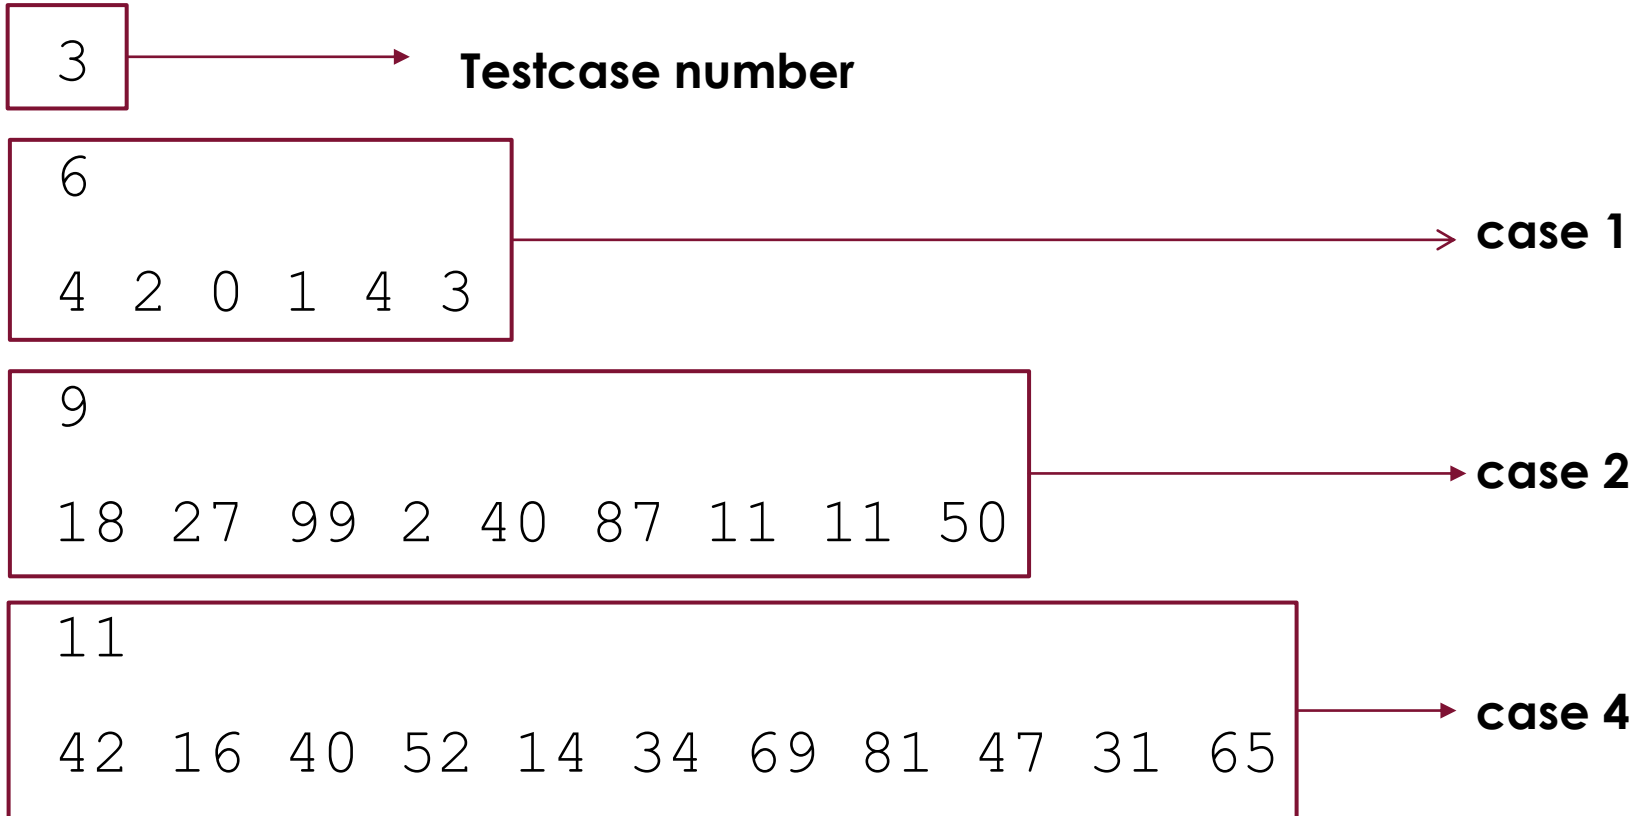 3 Testcase number
6
4 2 0 1 4 3
case 1
9
18 27 99 2 40 87 11 11 50
case 2
11
42 16 40 52 14 34 69 81 47 31 65
case 4